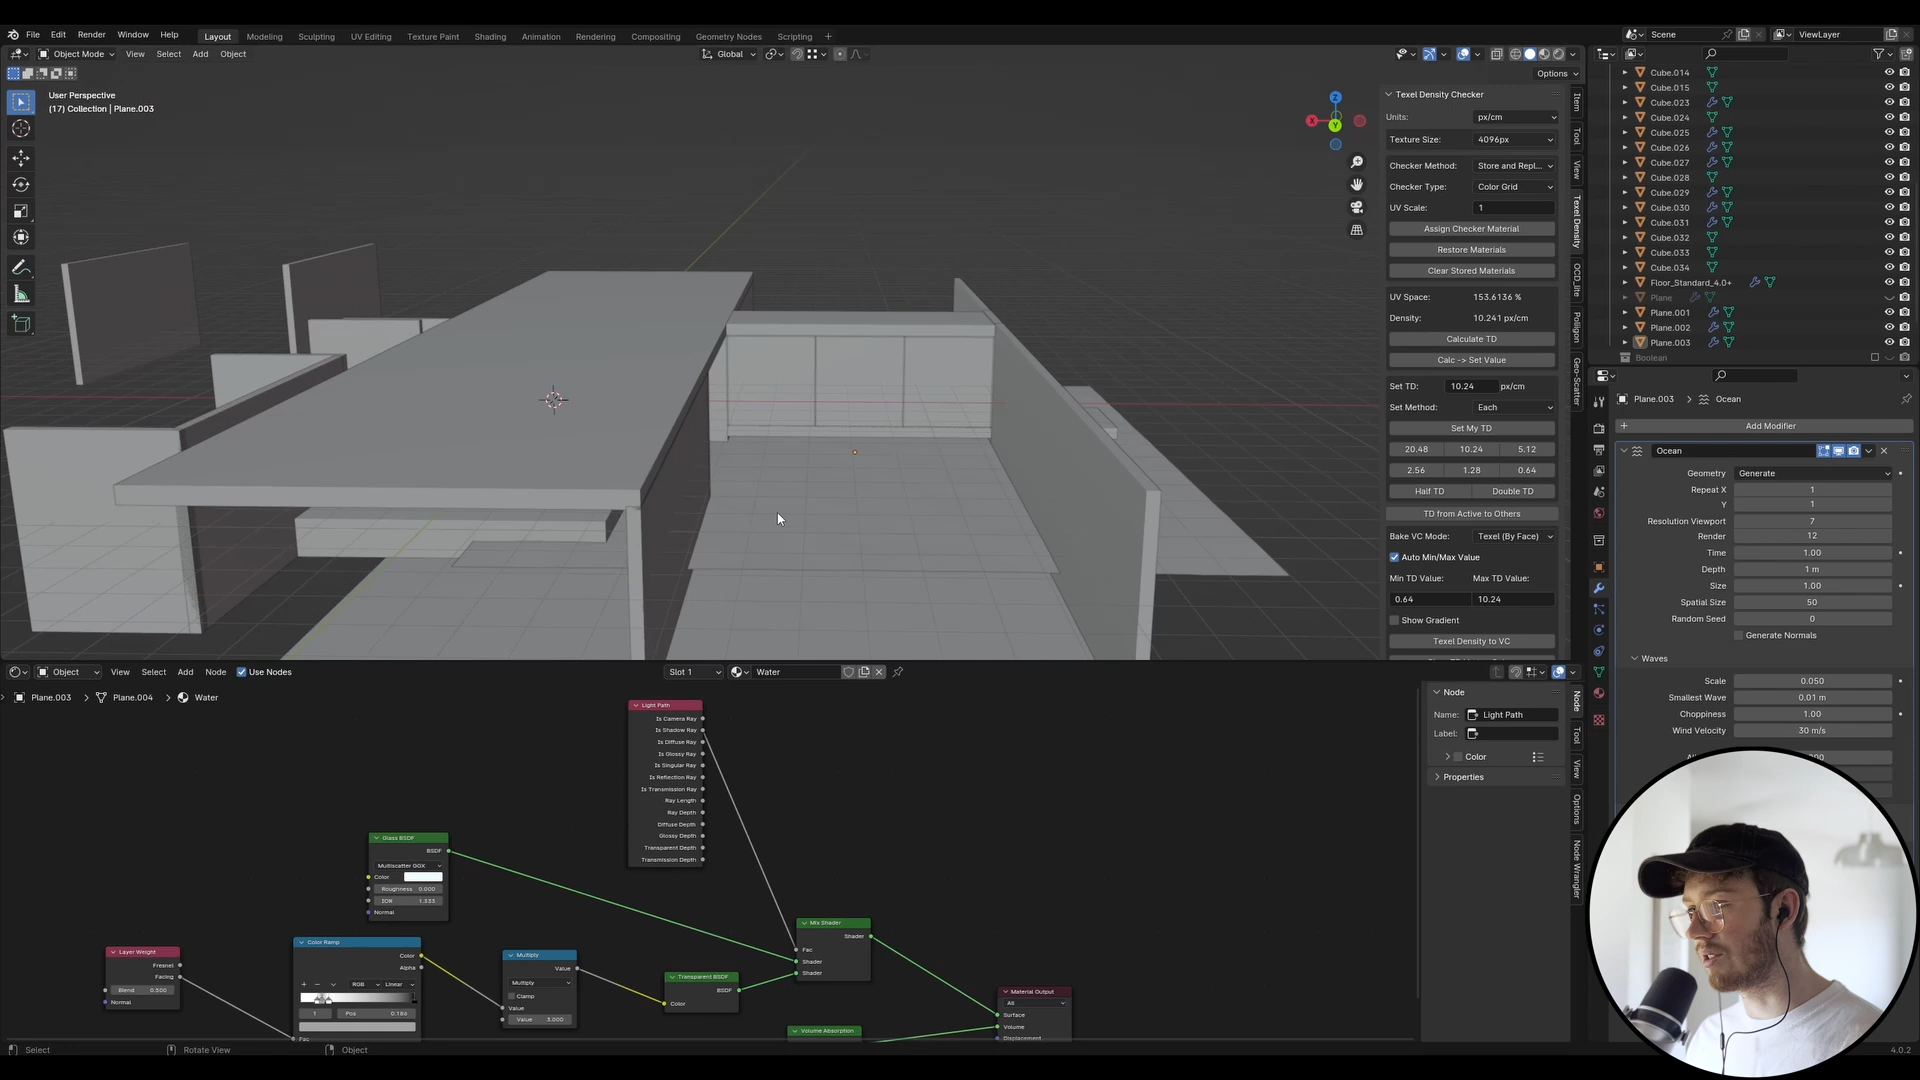 File Edit Render Window Help Layout Modeling Sculpting UV Editing Texture Paint Shading Animation Rendering Compositing Geometry Nodes Scripting +
Scene
ViewLayer
Object Mode View Select Add Object
Global
Options
User Perspective
(17) Collection | Plane.003
Z
X
Y
Texel Density Checker
Units: px/cm
Texture Size: 4096px
Checker Method: Store and Repl...
Checker Type: Color Grid
UV Scale: 1
Assign Checker Material
Restore Materials
Clear Stored Materials
UV Space: 153.6136 %
Density: 10.241 px/cm
Calculate TD
Calc -> Set Value
Set TD: 10.24 px/cm
Set Method: Each
Set My TD
20.48 10.24 5.12
2.56 1.28 0.64
Half TD Double TD
TD from Active to Others
Bake VC Mode: Texel (By Face)
Auto Min/Max Value
Min TD Value: Max TD Value:
0.64 10.24
Show Gradient
Texel Density to VC
Item
Tool
View
Texel Density
OCD_lite
Poliigon
Geo-Scatter
Cube.014
Cube.015
Cube.023
Cube.024
Cube.025
Cube.026
Cube.027
Cube.028
Cube.029
Cube.030
Cube.031
Cube.032
Cube.033
Cube.034
Floor_Standard_4.0+
Plane
Plane.001
Plane.002
Plane.003
Boolean
Plane.003 > Ocean
+ Add Modifier
Ocean
Geometry Generate
Repeat X 1
Y 1
Resolution Viewport 7
Render 12
Time 1.00
Depth 1 m
Size 1.00
Spatial Size 50
Random Seed 0
Generate Normals
Waves
Scale 0.050
Smallest Wave 0.01 m
Choppiness 1.00
Wind Velocity 30 m/s
Object View Select Add Node Use Nodes
Slot 1
Water
Plane.003 > Plane.004 > Water
Light Path
Is Camera Ray
Is Shadow Ray
Is Diffuse Ray
Is Glossy Ray
Is Singular Ray
Is Reflection Ray
Is Transmission Ray
Ray Length
Ray Depth
Diffuse Depth
Glossy Depth
Transparent Depth
Transmission Depth
Glass BSDF
BSDF
Multiscatter GGX
Color
Roughness 0.000
IOR 1.333
Normal
Layer Weight
Fresnel
Facing
Blend 0.500
Normal
Color Ramp
Color
Alpha
+ − RGB Linear
1 Pos 0.186
Fac
Multiply
Value
Multiply
Clamp
Value
Value 3.000
Transparent BSDF
BSDF
Color
Mix Shader
Shader
Fac
Shader
Shader
Volume Absorption
Material Output
All
Surface
Volume
Displacement
Node
Name: Light Path
Label:
Color
Properties
Node
Tool
View
Options
Node Wrangler
Select Rotate View Object
4.0.2